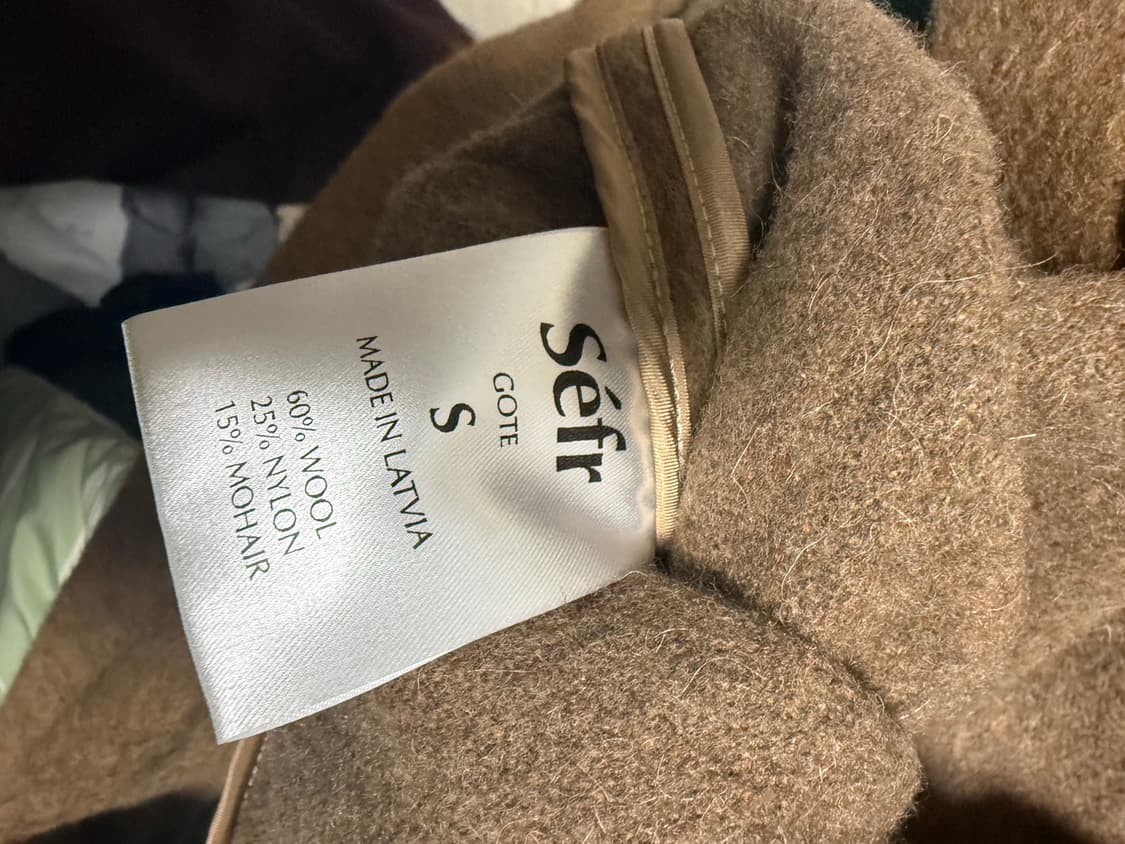 Séfr
GOTE
S
MADE IN LATVIA
60% WOOL
25% NYLON
15% MOHAIR